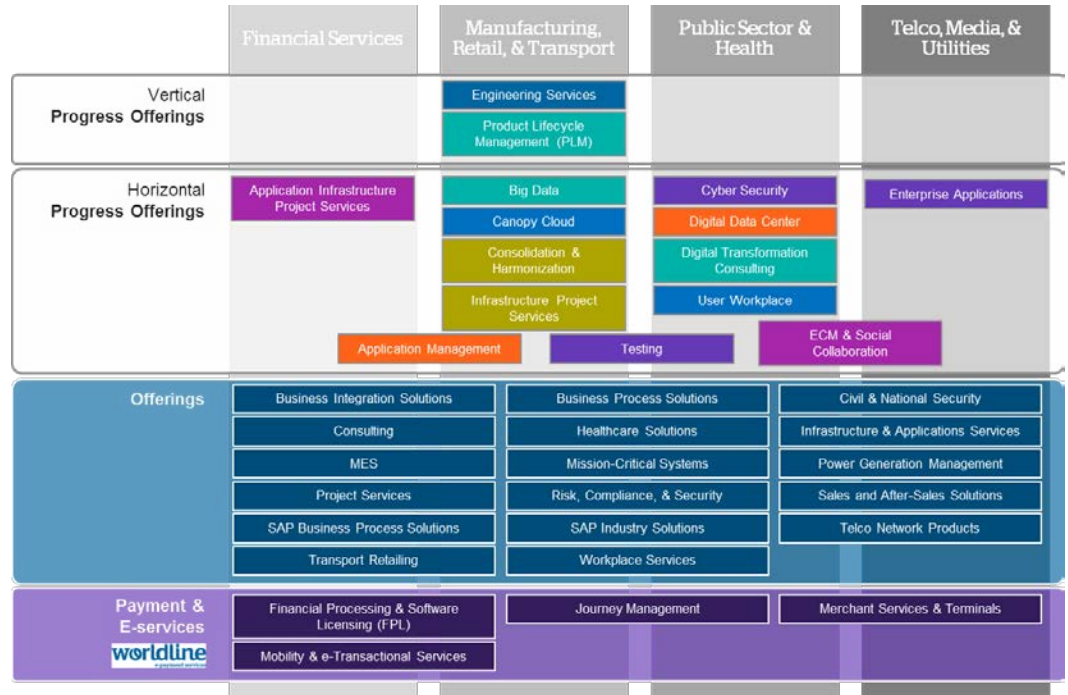 Financial Services
Manufacturing,
Retail, & Transport
Public Sector &
Health
Telco, Media, &
Utilities
Vertical
Progress Offerings
Engineering Services
Product Lifecycle
Management (PLM)
Horizontal
Progress Offerings
Application Infrastructure
Project Services
Big Data
Cyber Security
Enterprise Applications
Canopy Cloud
Digital Data Center
Consolidation &
Harmonization
Digital Transformation
Consulting
Infrastructure Project
Services
User Workplace
Application Management
Testing
ECM & Social
Collaboration
Offerings
Business Integration Solutions
Business Process Solutions
Civil & National Security
Consulting
Healthcare Solutions
Infrastructure & Applications Services
MES
Mission-Critical Systems
Power Generation Management
Project Services
Risk, Compliance, & Security
Sales and After-Sales Solutions
SAP Business Process Solutions
SAP Industry Solutions
Telco Network Products
Transport Retailing
Workplace Services
Payment &
E-services
worldline
e-payment services
Financial Processing & Software
Licensing (FPL)
Journey Management
Merchant Services & Terminals
Mobility & e-Transactional Services